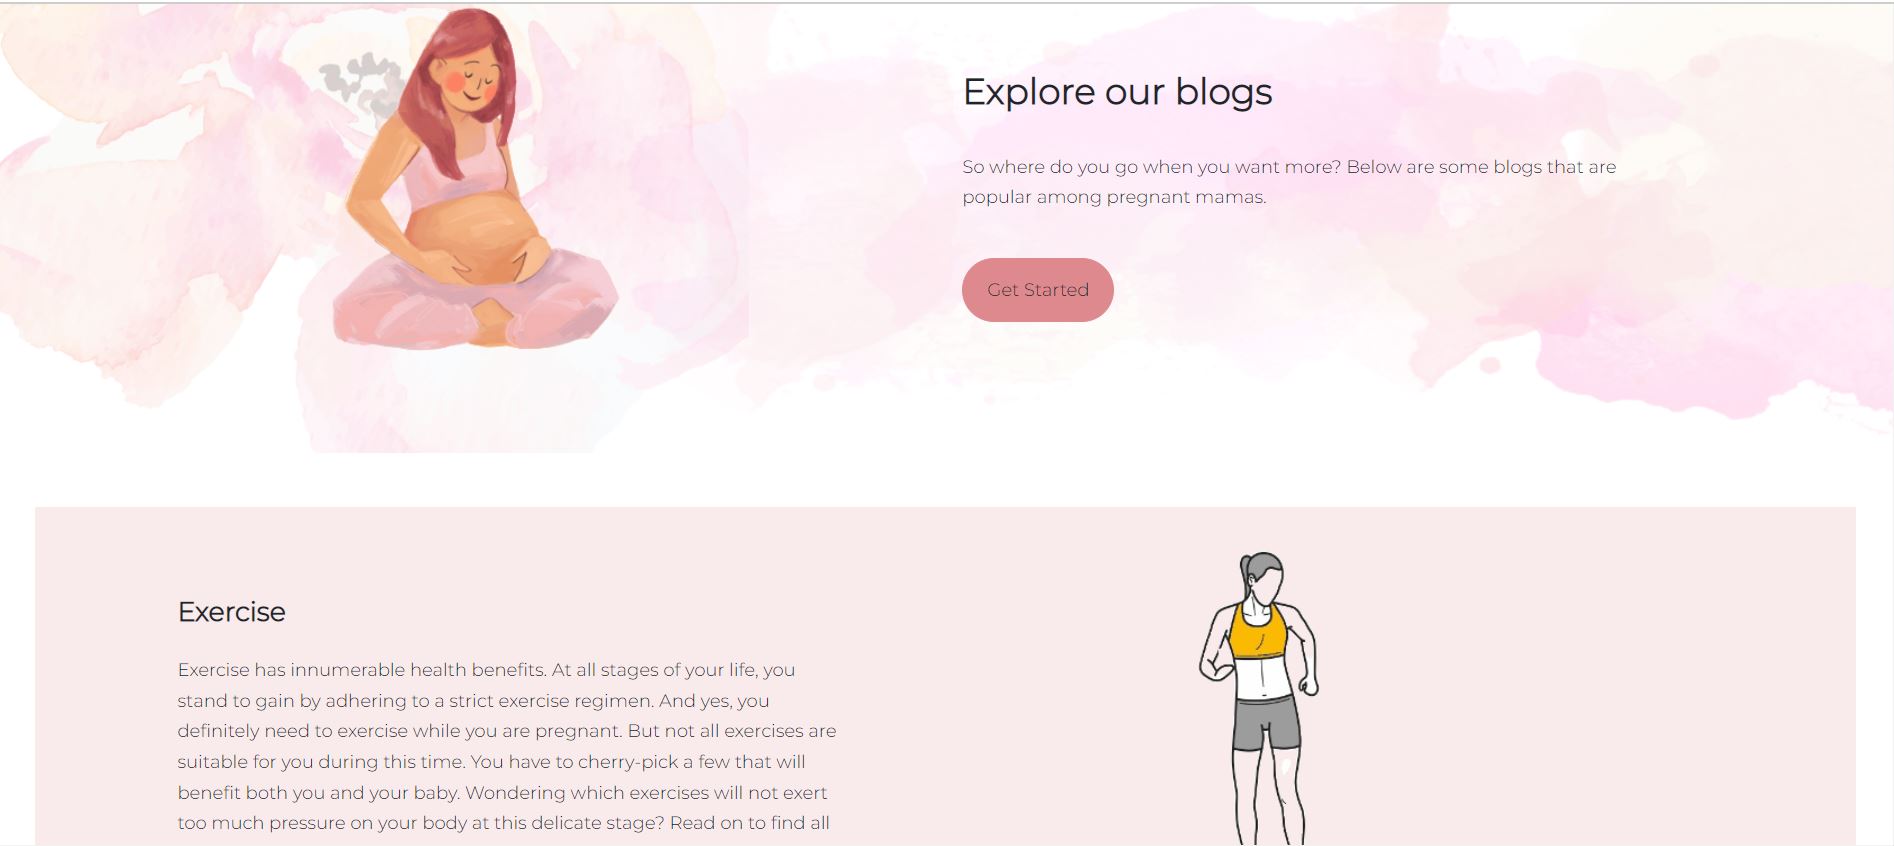 Explore our blogs
So where do you go when you want more? Below are some blogs that are
popular among pregnant mamas.
Get Started
Exercise
Exercise has innumerable health benefits. At all stages of your life, you
stand to gain by adhering to a strict exercise regimen. And yes, you
definitely need to exercise while you are pregnant. But not all exercises are
suitable for you during this time. You have to cherry-pick a few that will
benefit both you and your baby. Wondering which exercises will not exert
too much pressure on your body at this delicate stage? Read on to find all